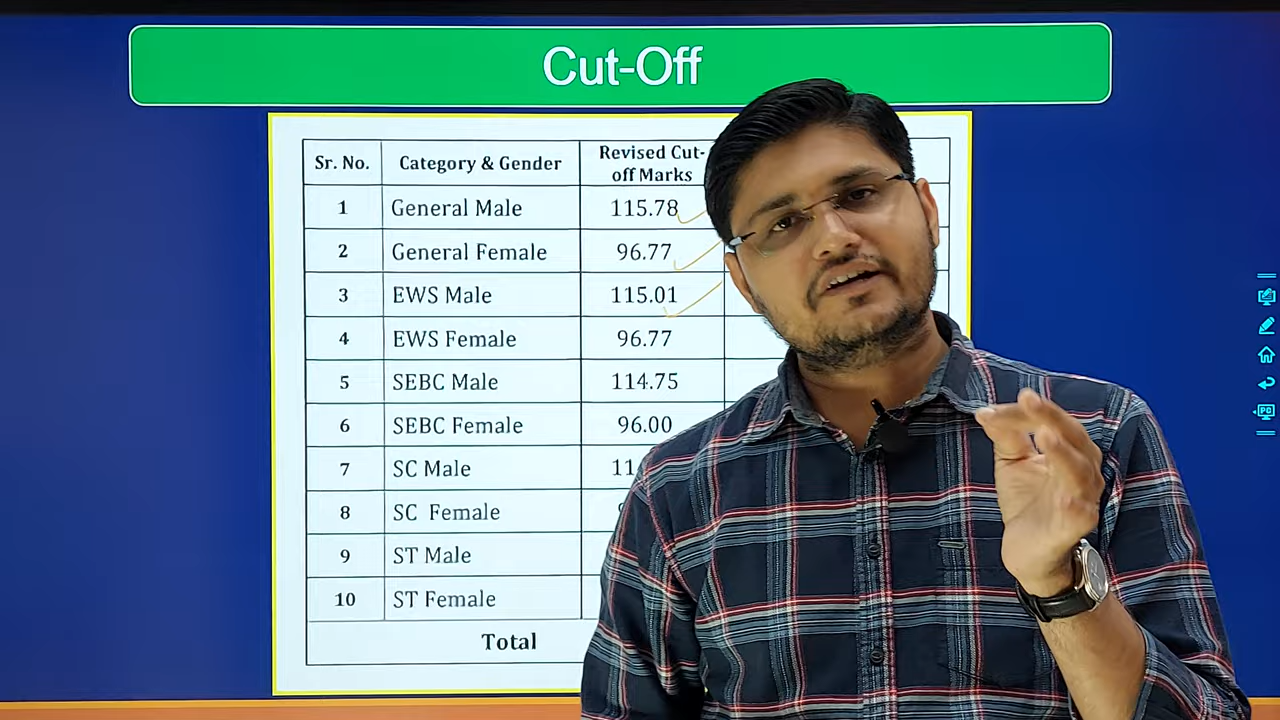 Cut-Off
Sr. No. Category & Gender Revised Cut-
off Marks
1 General Male 115.78
2 General Female 96.77
3 EWS Male 115.01
4 EWS Female 96.77
5 SEBC Male 114.75
6 SEBC Female 96.00
7 SC Male 11
8 SC Female
9 ST Male
10 ST Female
Total